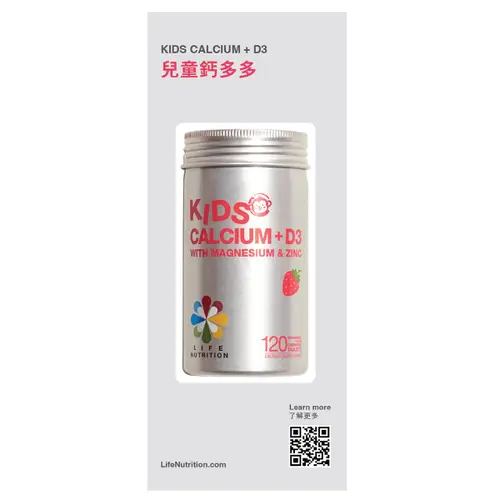 KIDS CALCIUM + D3
兒童鈣多多
KIDS
CALCIUM + D3
WITH MAGNESIUM & ZINC
120
LIFE
NUTRITION
Learn more
了解更多
LifeNutrition.com